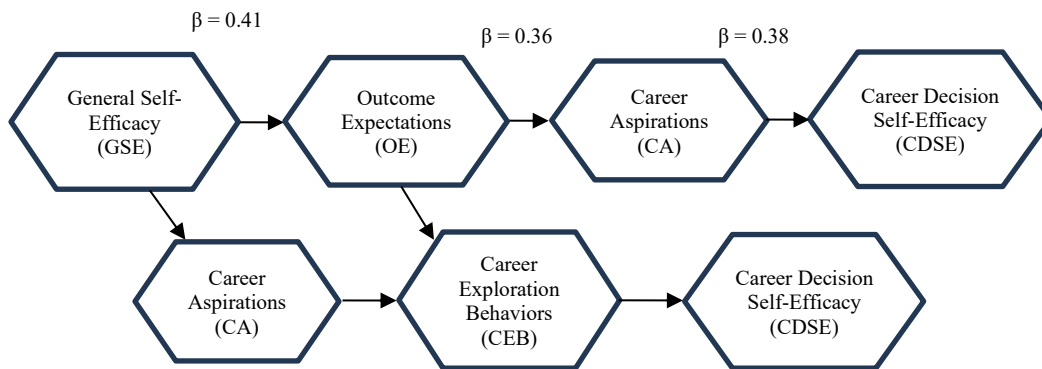 β = 0.41
β = 0.36
β = 0.38
General Self-
Efficacy
(GSE)
Outcome
Expectations
(OE)
Career
Aspirations
(CA)
Career Decision
Self-Efficacy
(CDSE)
Career
Aspirations
(CA)
Career
Exploration
Behaviors
(CEB)
Career Decision
Self-Efficacy
(CDSE)